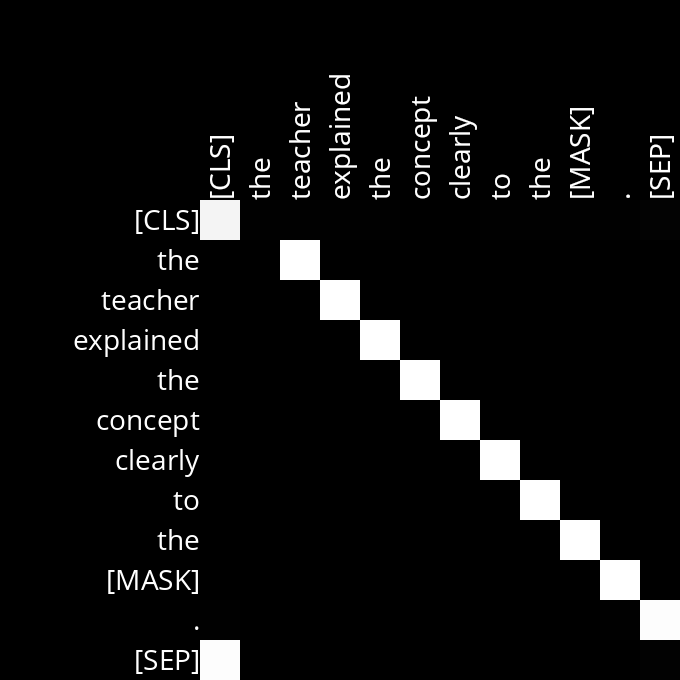 [CLS] the teacher explained the concept clearly to the [MASK] . [SEP]
[CLS]
the
teacher
explained
the
concept
clearly
to
the
[MASK]
.
[SEP]